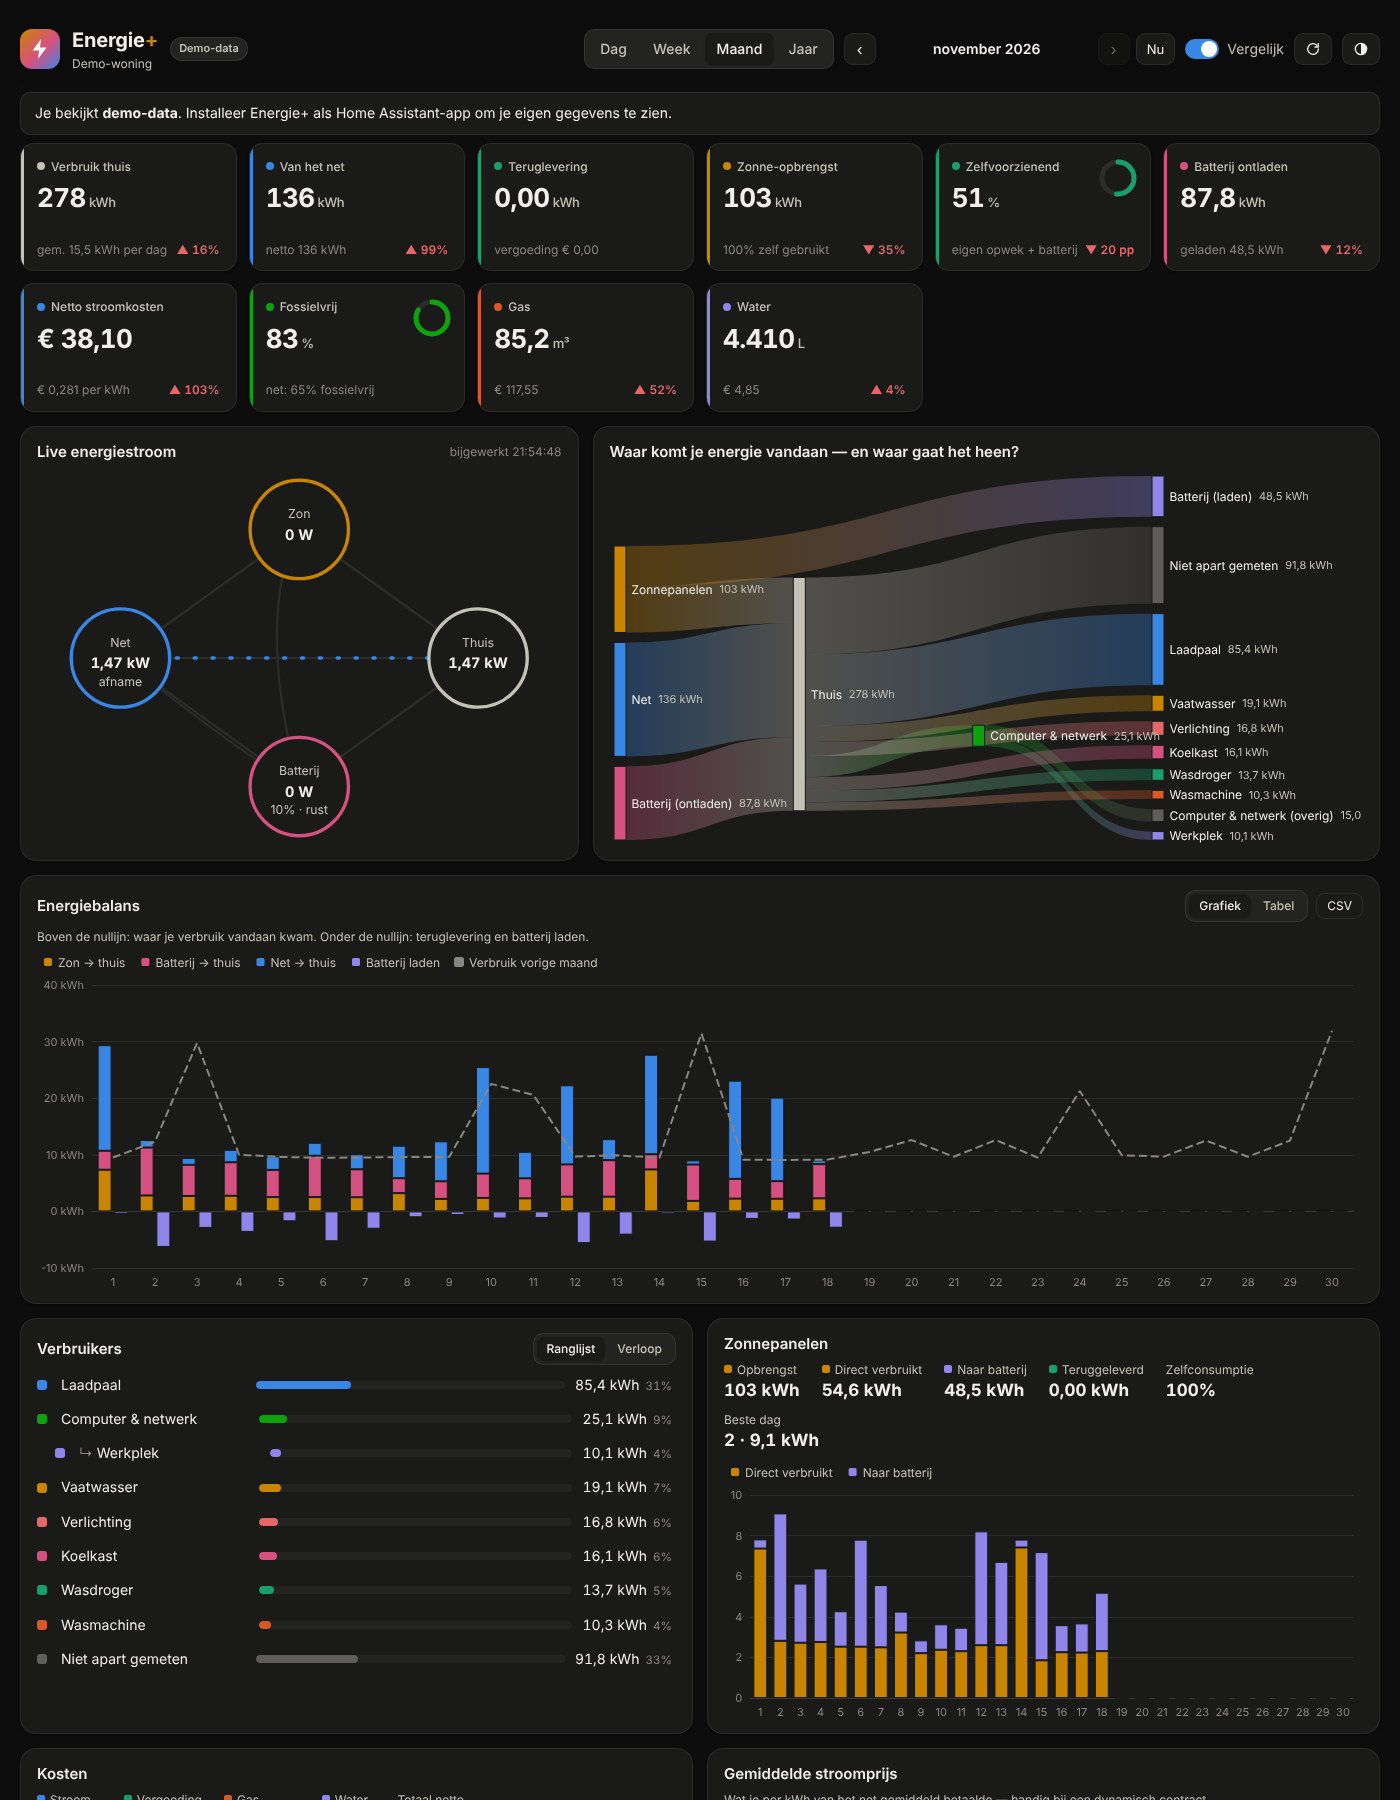 Energie+
Demo-woning
Demo-data
Dag Week Maand Jaar ‹ november 2026 › Nu Vergelijk
Je bekijkt demo-data. Installeer Energie+ als Home Assistant-app om je eigen gegevens te zien.
Verbruik thuis
278 kWh
gem. 15,5 kWh per dag ▲ 16%
Van het net
136 kWh
netto 136 kWh ▲ 99%
Teruglevering
0,00 kWh
vergoeding € 0,00
Zonne-opbrengst
103 kWh
100% zelf gebruikt ▼ 35%
Zelfvoorzienend
51 %
eigen opwek + batterij ▼ 20 pp
Batterij ontladen
87,8 kWh
geladen 48,5 kWh ▼ 12%
Netto stroomkosten
€ 38,10
€ 0,281 per kWh ▲ 103%
Fossielvrij
83 %
net: 65% fossielvrij
Gas
85,2 m³
€ 117,55 ▲ 52%
Water
4.410 L
€ 4,85 ▲ 4%
Live energiestroom bijgewerkt 21:54:48
Zon
0 W
Net
1,47 kW
afname
Thuis
1,47 kW
Batterij
0 W
10% · rust
Waar komt je energie vandaan — en waar gaat het heen?
Zonnepanelen 103 kWh
Net 136 kWh
Batterij (ontladen) 87,8 kWh
Thuis 278 kWh
Computer & netwerk 25,1 kWh
Batterij (laden) 48,5 kWh
Niet apart gemeten 91,8 kWh
Laadpaal 85,4 kWh
Vaatwasser 19,1 kWh
Verlichting 16,8 kWh
Koelkast 16,1 kWh
Wasdroger 13,7 kWh
Wasmachine 10,3 kWh
Computer & netwerk (overig) 15,0
Werkplek 10,1 kWh
Energiebalans Grafiek Tabel CSV
Boven de nullijn: waar je verbruik vandaan kwam. Onder de nullijn: teruglevering en batterij laden.
Zon → thuis Batterij → thuis Net → thuis Batterij laden Verbruik vorige maand
40 kWh
30 kWh
20 kWh
10 kWh
0 kWh
-10 kWh
1 2 3 4 5 6 7 8 9 10 11 12 13 14 15 16 17 18 19 20 21 22 23 24 25 26 27 28 29 30
Verbruikers Ranglijst Verloop
Laadpaal 85,4 kWh 31%
Computer & netwerk 25,1 kWh 9%
↳ Werkplek 10,1 kWh 4%
Vaatwasser 19,1 kWh 7%
Verlichting 16,8 kWh 6%
Koelkast 16,1 kWh 6%
Wasdroger 13,7 kWh 5%
Wasmachine 10,3 kWh 4%
Niet apart gemeten 91,8 kWh 33%
Zonnepanelen
Opbrengst Direct verbruikt Naar batterij Teruggeleverd Zelfconsumptie
103 kWh 54,6 kWh 48,5 kWh 0,00 kWh 100%
Beste dag
2 · 9,1 kWh
Direct verbruikt Naar batterij
10
8
6
4
2
0
1 2 3 4 5 6 7 8 9 10 11 12 13 14 15 16 17 18 19 20 21 22 23 24 25 26 27 28 29 30
Kosten
Stroom Vergoeding Gas Water Totaal netto
Gemiddelde stroomprijs
Wat je per kWh van het net gemiddeld betaalde — handig bij een dynamisch contract